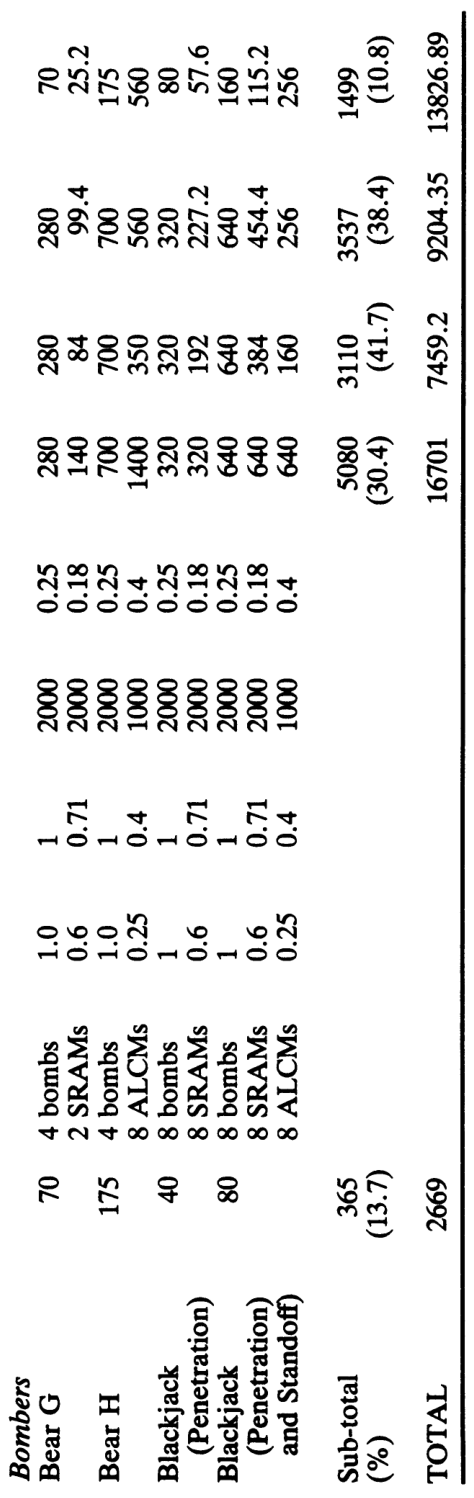 Bombers
Bear G 70 4 bombs 1.0 1 2000 0.25 280 280 280 70
2 SRAMs 0.6 0.71 2000 0.18 140 84 99.4 25.2
Bear H 175 4 bombs 1.0 1 2000 0.25 700 700 700 175
8 ALCMs 0.25 0.4 1000 0.4 1400 350 560 560
Blackjack 40 8 bombs 1 1 2000 0.25 320 320 320 80
(Penetration) 8 SRAMs 0.6 0.71 2000 0.18 320 192 227.2 57.6
Blackjack 80 8 bombs 1 1 2000 0.25 640 640 640 160
(Penetration) 8 SRAMs 0.6 0.71 2000 0.18 640 384 454.4 115.2
and Standoff) 8 ALCMs 0.25 0.4 1000 0.4 640 160 256 256
Sub-total 365 5080 3110 3537 1499
(%) (13.7) (30.4) (41.7) (38.4) (10.8)
TOTAL 2669 16701 7459.2 9204.35 13826.89